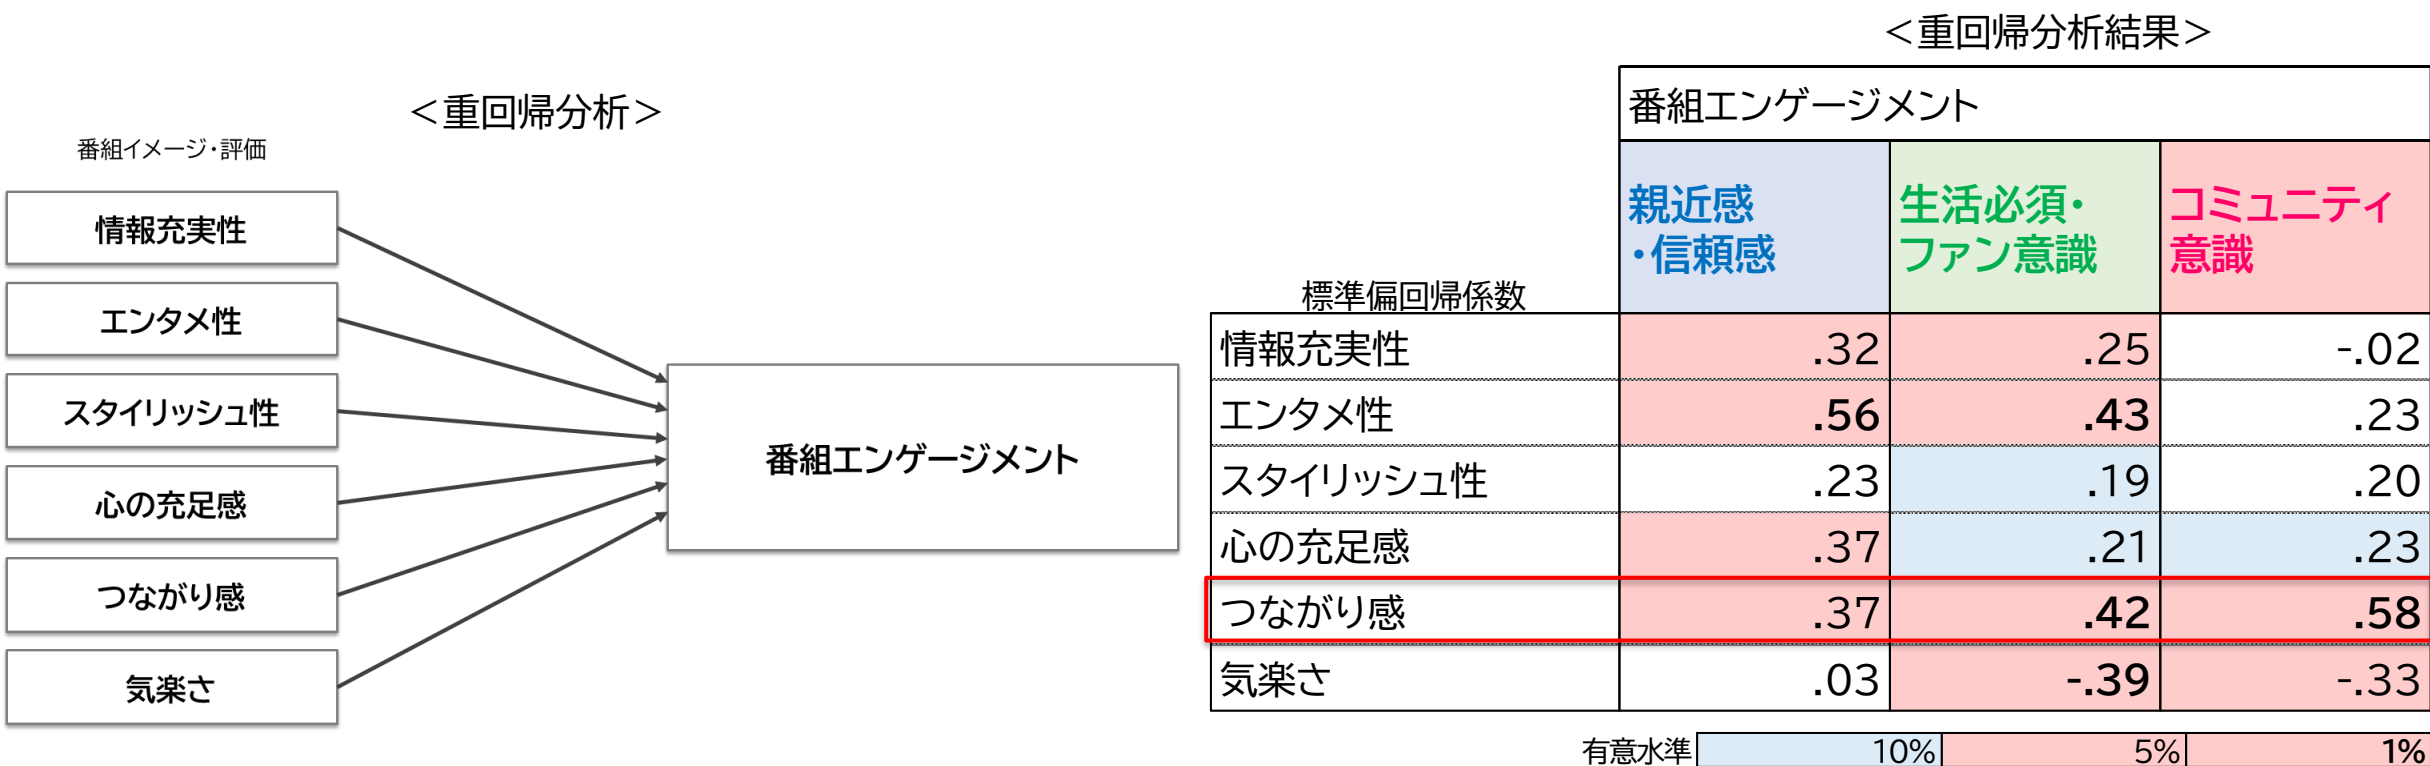 ＜重回帰分析＞
番組イメージ・評価
情報充実性
エンタメ性
スタイリッシュ性
心の充足感
つながり感
気楽さ
番組エンゲージメント
＜重回帰分析結果＞
番組エンゲージメント
親近感
・信頼感
生活必須・
ファン意識
コミュニティ
意識
標準偏回帰係数
情報充実性 .32 .25 -.02
エンタメ性 .56 .43 .23
スタイリッシュ性 .23 .19 .20
心の充足感 .37 .21 .23
つながり感 .37 .42 .58
気楽さ .03 -.39 -.33
有意水準 10% 5% 1%